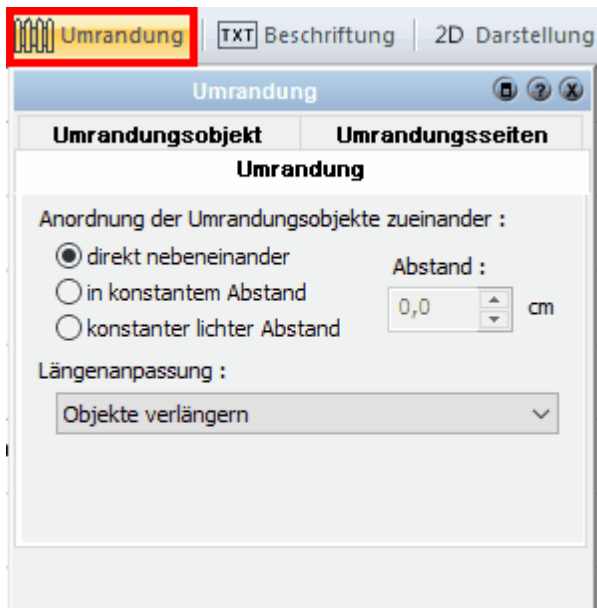 Umrandung TXT Beschriftung 2D Darstellung
Umrandung
Umrandungsobjekt Umrandungsseiten
Umrandung
Anordnung der Umrandungsobjekte zueinander :
direkt nebeneinander
Abstand :
in konstantem Abstand
0,0 cm
konstanter lichter Abstand
Längenanpassung :
Objekte verlängern